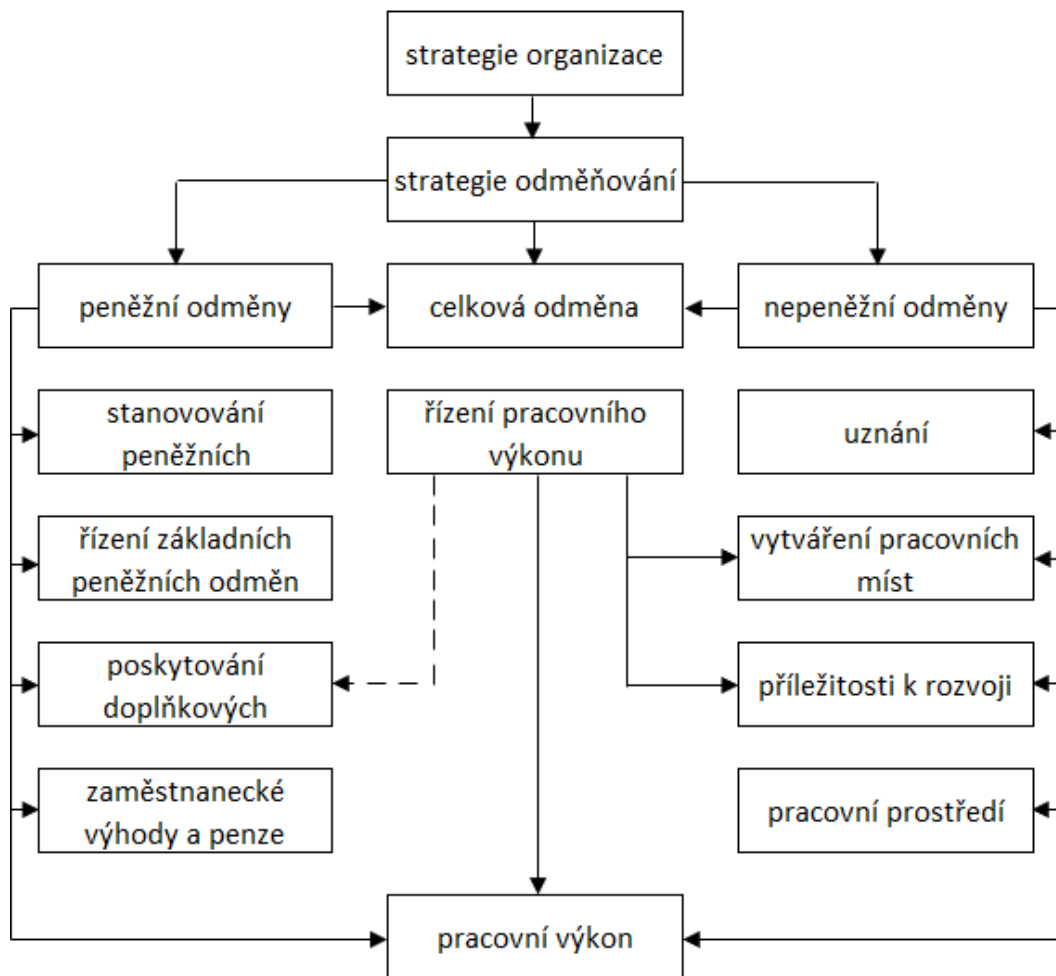 strategie organizace
strategie odměňování
peněžní odměny
celková odměna
nepeněžní odměny
stanovování
peněžních
řízení pracovního
výkonu
uznání
řízení základních
peněžních odměn
vytváření pracovních
míst
poskytování
doplňkových
příležitosti k rozvoji
zaměstnanecké
výhody a penze
pracovní prostředí
pracovní výkon